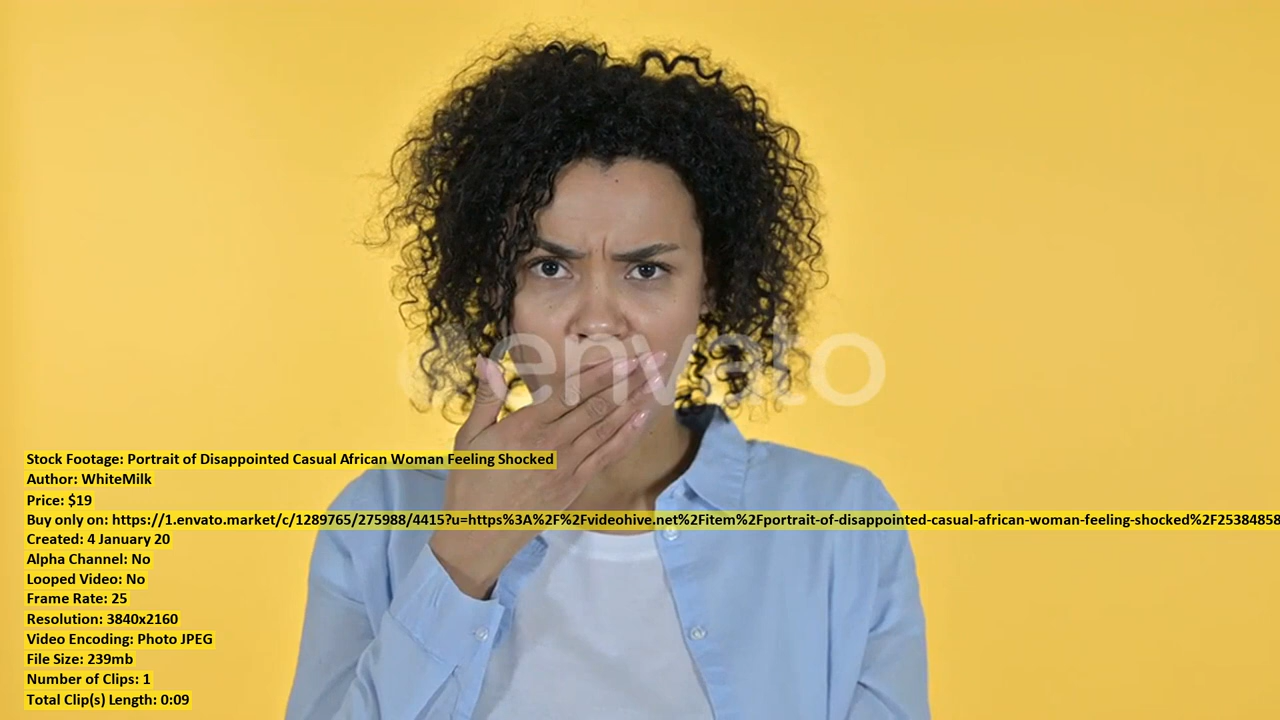 ©envato
Stock Footage: Portrait of Disappointed Casual African Woman Feeling Shocked
Author: WhiteMilk
Price: $19
Buy only on: https://1.envato.market/c/1289765/275988/4415?u=https%3A%2F%2Fvideohive.net%2Fitem%2Fportrait-of-disappointed-casual-african-woman-feeling-shocked%2F25384858
Created: 4 January 20
Alpha Channel: No
Looped Video: No
Frame Rate: 25
Resolution: 3840x2160
Video Encoding: Photo JPEG
File Size: 239mb
Number of Clips: 1
Total Clip(s) Length: 0:09